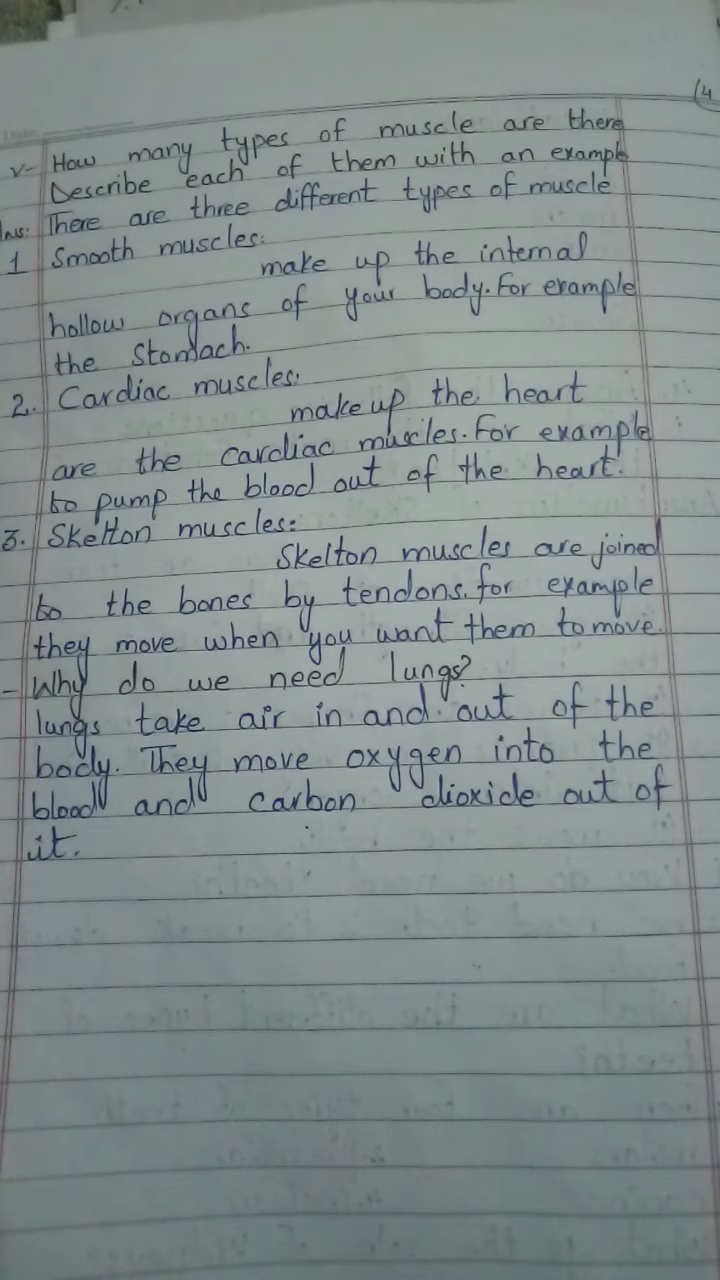 (4
v- How many types of muscle are there
Describe each of them with an example
Ans: There are three different types of muscle
1 Smooth muscles:
make up the internal
hollow organs of your body. For example
the Stomach.
2. Cardiac muscles:
make up the heart
are the cardiac muscles. For example
to pump the blood out of the heart.
3. Skelton muscles:
Skelton muscles are joined
to the bones by tendons. for example
they move when you want them to move.
- Why do we need lungs?
lungs take air in and out of the
body. They move oxygen into the
blood and carbon dioxide out of
it.